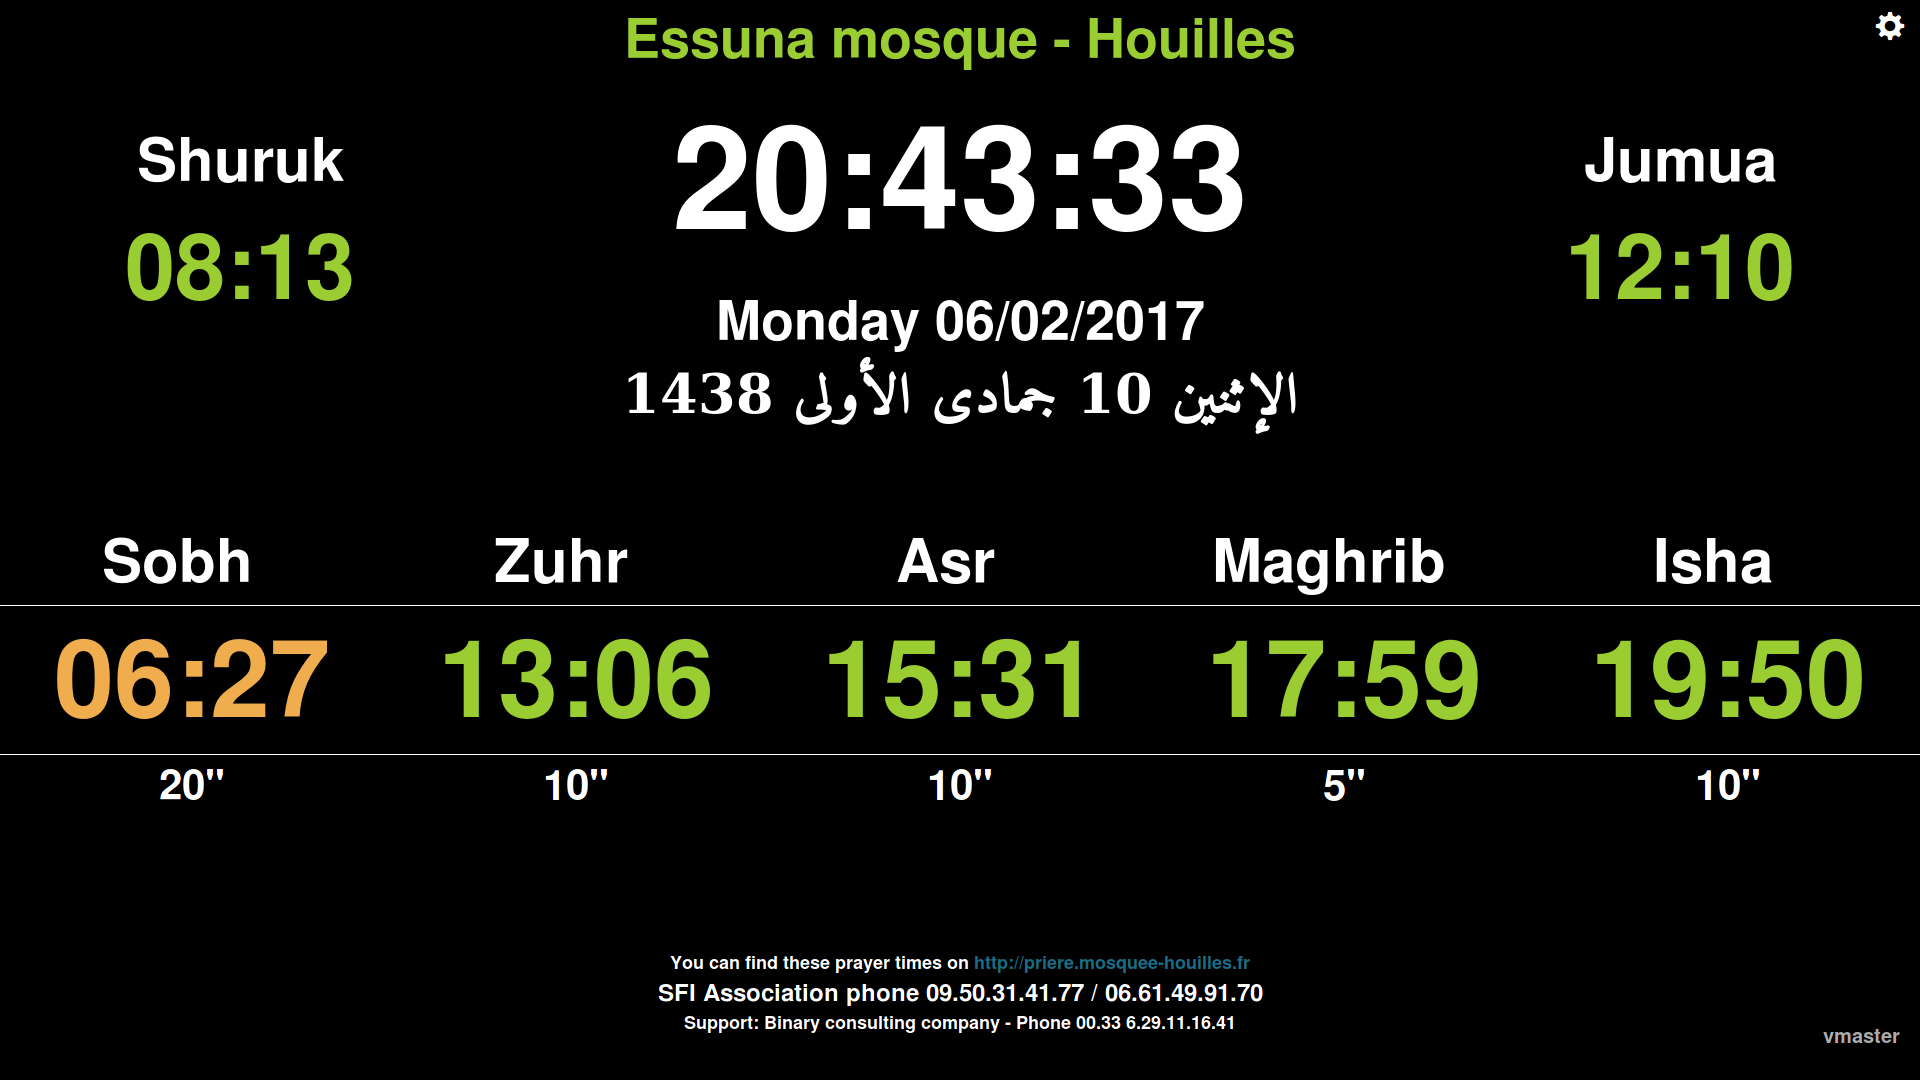 Essuna mosque - Houilles
Shuruk
20:43:33
Jumua
08:13
12:10
Monday 06/02/2017
الإثنين 10 جمادى الأولى 1438
Sobh Zuhr Asr Maghrib Isha
06:27 13:06 15:31 17:59 19:50
20" 10" 10" 5" 10"
You can find these prayer times on http://priere.mosquee-houilles.fr
SFI Association phone 09.50.31.41.77 / 06.61.49.91.70
Support: Binary consulting company - Phone 00.33 6.29.11.16.41
vmaster